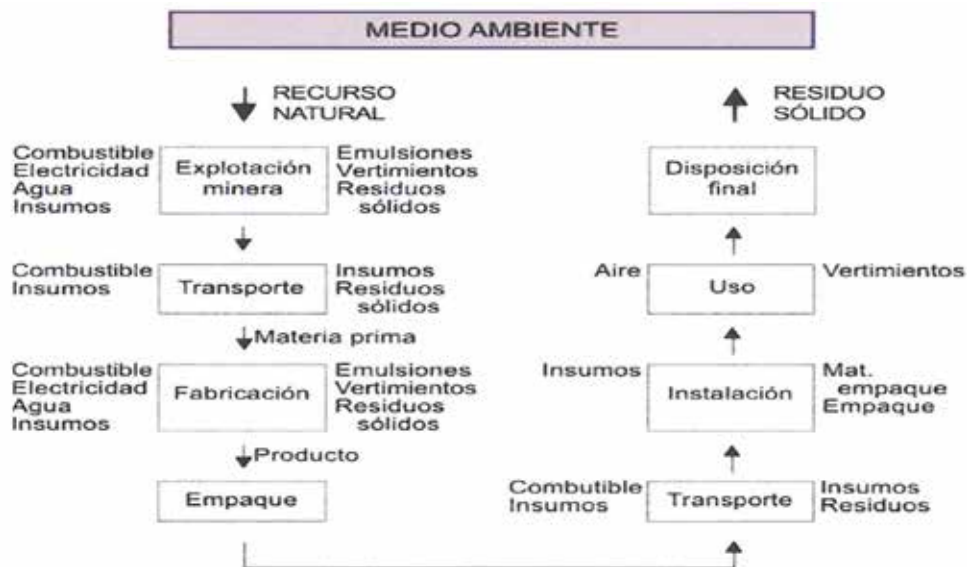 MEDIO AMBIENTE
RECURSO
NATURAL
Combustible
Electricidad
Agua
Insumos
Explotación
minera
Emulsiones
Vertimientos
Residuos
sólidos
Combustible
Insumos
Transporte
Insumos
Residuos
sólidos
Materia prima
Combustible
Electricidad
Agua
Insumos
Fabricación
Emulsiones
Vertimientos
Residuos
sólidos
Producto
Empaque
RESIDUO
SÓLIDO
Disposición
final
Aire
Uso
Vertimientos
Insumos
Instalación
Mat.
empaque
Empaque
Combutible
Insumos
Transporte
Insumos
Residuos